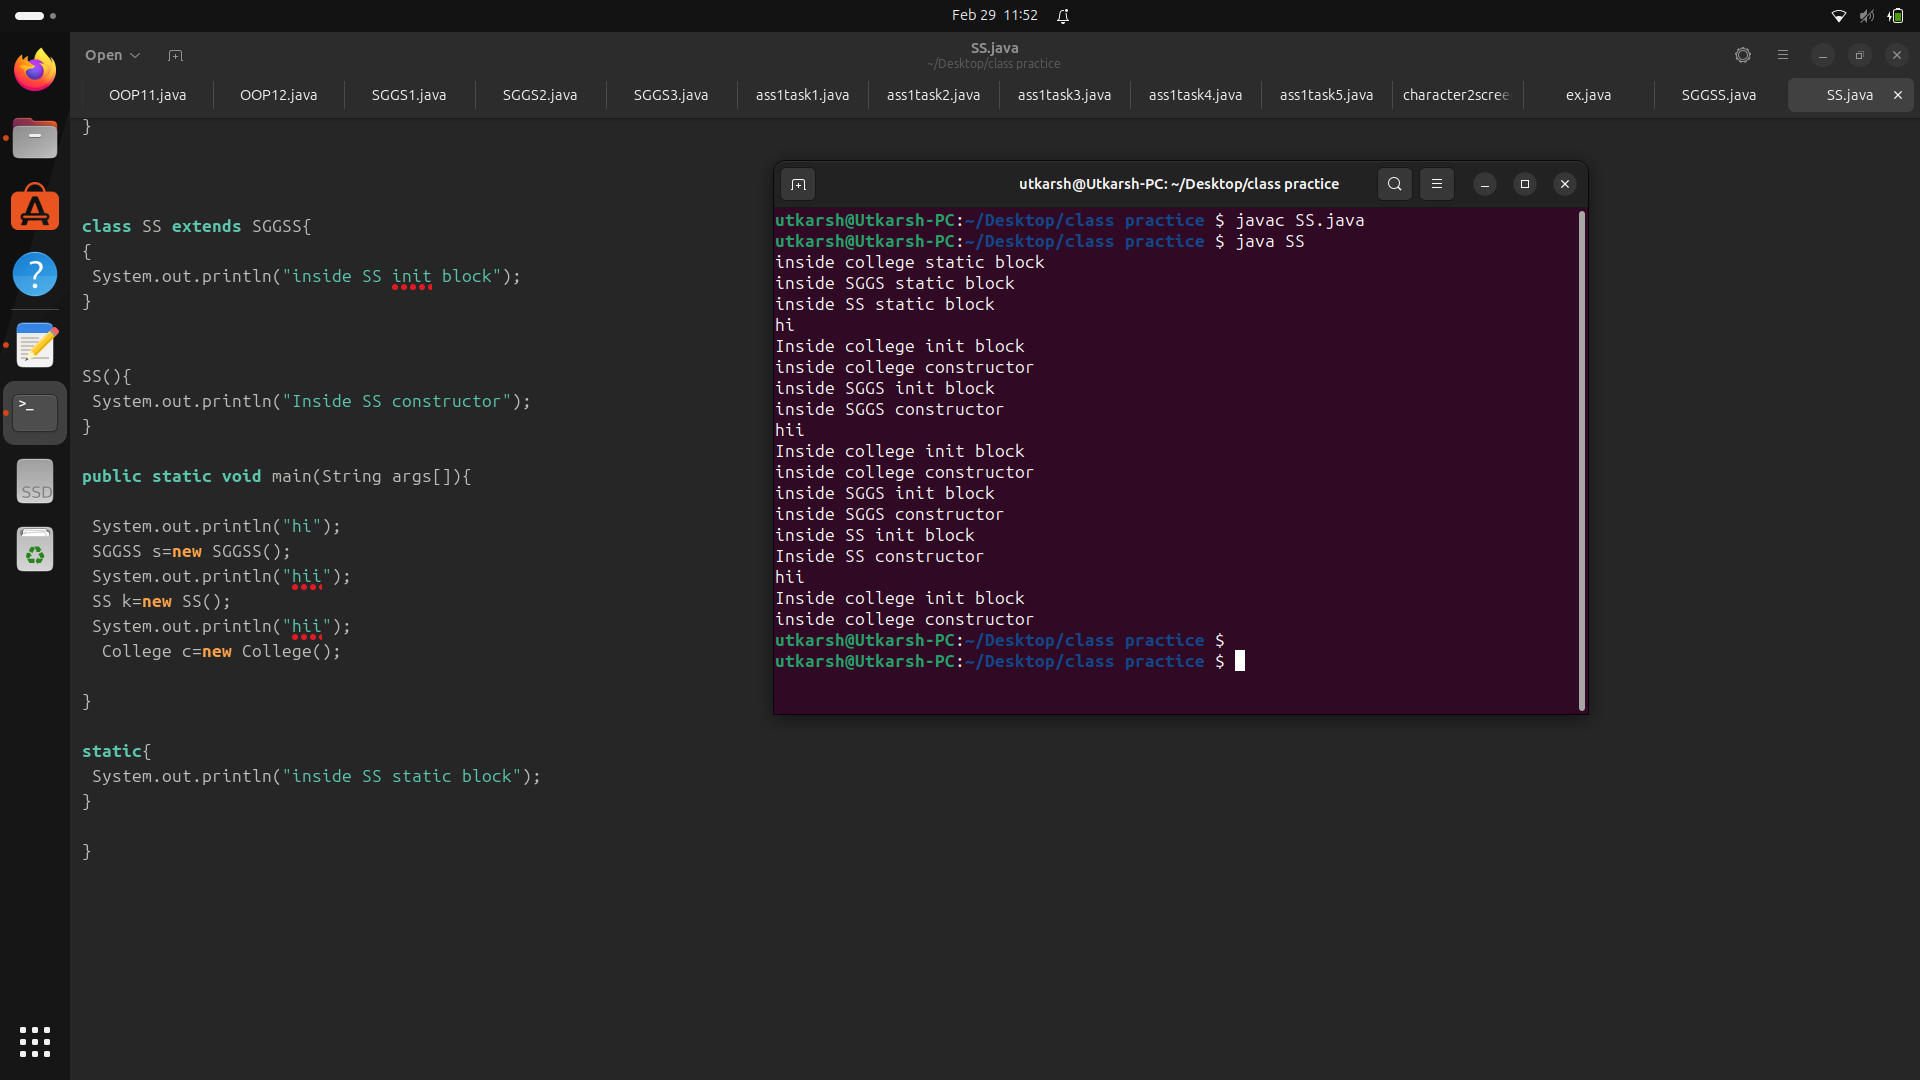 Feb 29 11:52
Open
SS.java
~/Desktop/class practice
OOP11.java
OOP12.java
SGGS1.java
SGGS2.java
SGGS3.java
ass1task1.java
ass1task2.java
ass1task3.java
ass1task4.java
ass1task5.java
character2scree
ex.java
SGGSS.java
SS.java
}
class SS extends SGGSS{
{
System.out.println("inside SS init block");
}
SS(){
System.out.println("Inside SS constructor");
}
public static void main(String args[]){
System.out.println("hi");
SGGSS s=new SGGSS();
System.out.println("hii");
SS k=new SS();
System.out.println("hii");
College c=new College();
}
static{
System.out.println("inside SS static block");
}
}
utkarsh@Utkarsh-PC: ~/Desktop/class practice
utkarsh@Utkarsh-PC:~/Desktop/class practice $ javac SS.java
utkarsh@Utkarsh-PC:~/Desktop/class practice $ java SS
inside college static block
inside SGGS static block
inside SS static block
hi
Inside college init block
inside college constructor
inside SGGS init block
inside SGGS constructor
hii
Inside college init block
inside college constructor
inside SGGS init block
inside SGGS constructor
inside SS init block
Inside SS constructor
hii
Inside college init block
inside college constructor
utkarsh@Utkarsh-PC:~/Desktop/class practice $
utkarsh@Utkarsh-PC:~/Desktop/class practice $
SSD